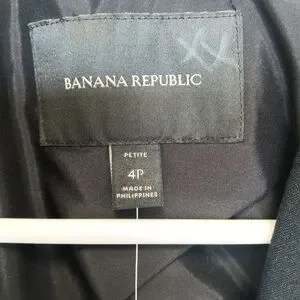 BANANA REPUBLIC
PETITE
4P
MADE IN
PHILIPPINES